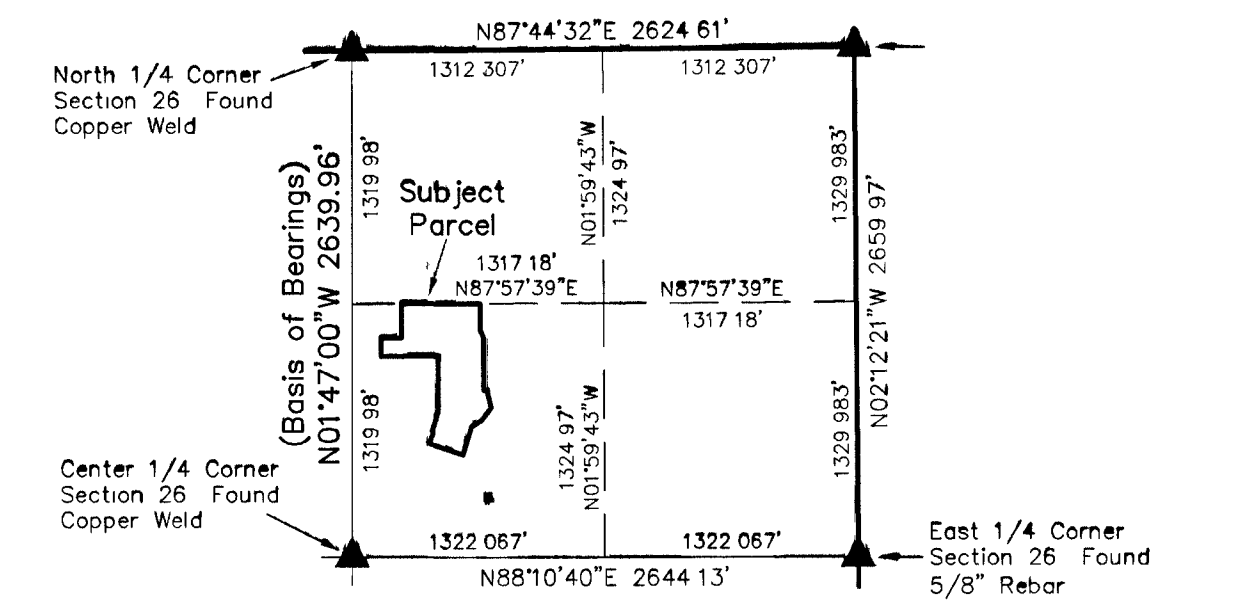 N87°44'32"E 2624 61'
1312 307'
1312 307'
North 1/4 Corner
Section 26 Found
Copper Weld
(Basis of Bearings)
N01°47'00"W 2639.96'
1319 98'
1319 98'
Subject
Parcel
N01°59'43"W
1324 97'
1329 983'
N02°12'21"W 2659 97'
1317 18'
N87°57'39"E
N87°57'39"E
1317 18'
1324 97'
N01°59'43"W
1329 983'
Center 1/4 Corner
Section 26 Found
Copper Weld
1322 067'
1322 067'
N88°10'40"E 2644 13'
East 1/4 Corner
Section 26 Found
5/8" Rebar